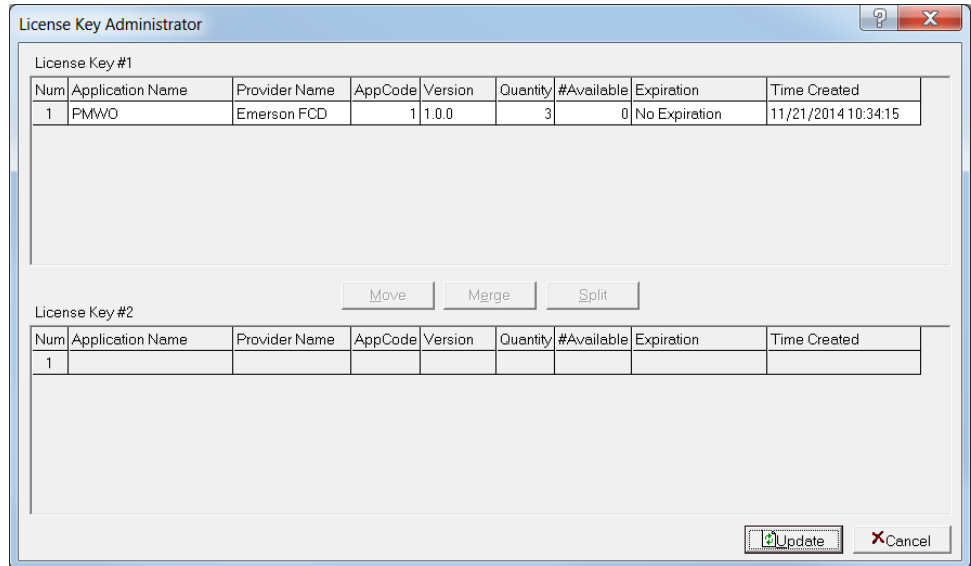 License Key Administrator
License Key #1
Num Application Name Provider Name AppCode Version Quantity #Available Expiration Time Created
1 PMWO Emerson FCD 1 1.0.0 3 0 No Expiration 11/21/2014 10:34:15
Move Merge Split
License Key #2
Num Application Name Provider Name AppCode Version Quantity #Available Expiration Time Created
1
Update Cancel